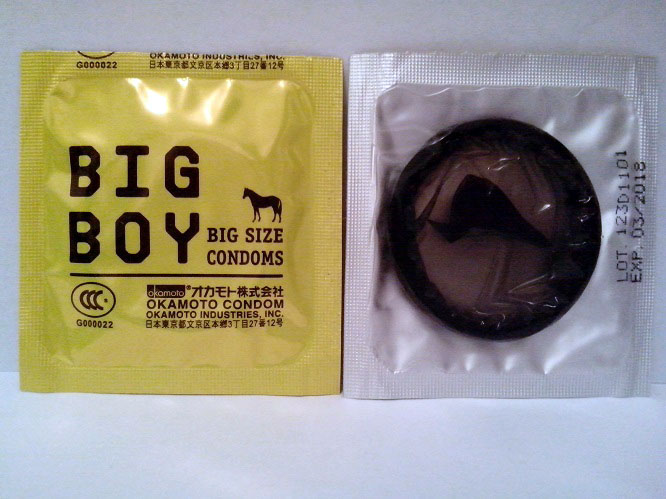 OKAMOTO INDUSTRIES, INC.
G000022 日本東京都文京区本郷3丁目27番12号
BIG
BOY
BIG SIZE
CONDOMS
CCC
G000022
okamoto®オカモト株式会社
OKAMOTO CONDOM
OKAMOTO INDUSTRIES, INC.
日本東京都文京区本郷3丁目27番12号
LOT. 123D1101
EXP. 03/2018